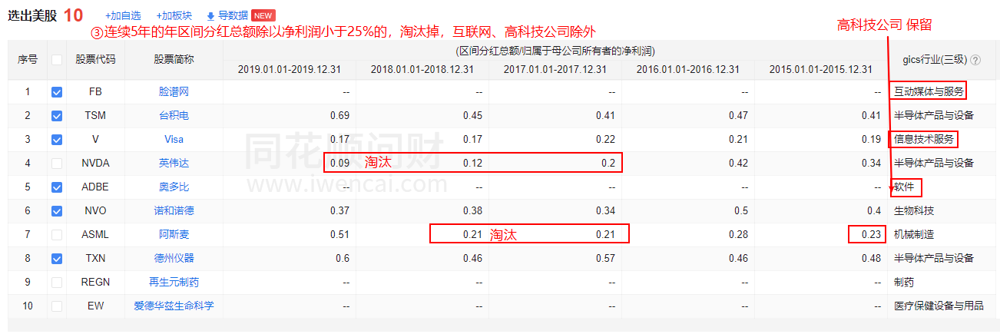 选出美股 10 +加自选 +加板块 导数据 NEW
③连续5年的年区间分红总额除以净利润小于25%的，淘汰掉，互联网、高科技公司除外
高科技公司 保留
序号 股票代码 股票简称 (区间分红总额/归属于母公司所有者的净利润) gics行业(三级) ?
2019.01.01-2019.12.31 2018.01.01-2018.12.31 2017.01.01-2017.12.31 2016.01.01-2016.12.31 2015.01.01-2015.12.31
1 FB 脸谱网 -- -- -- -- -- 互动媒体与服务
2 TSM 台积电 0.69 0.45 0.41 0.47 0.41 半导体产品与设备
3 V Visa 0.17 0.17 0.22 0.21 0.19 信息技术服务
4 NVDA 英伟达 0.09 淘汰 0.12 0.2 0.42 0.34 半导体产品与设备
5 ADBE 奥多比 -- -- -- -- -- 软件
6 NVO 诺和诺德 0.37 0.38 0.34 0.5 0.4 生物科技
7 ASML 阿斯麦 0.51 0.21 淘汰 0.21 0.28 0.23 机械制造
8 TXN 德州仪器 0.6 0.46 0.57 0.46 0.48 半导体产品与设备
9 REGN 再生元制药 -- -- -- -- -- 制药
10 EW 爱德华兹生命科学 -- -- -- -- -- 医疗保健设备与用品
同花顺问财
www.iwencai.com